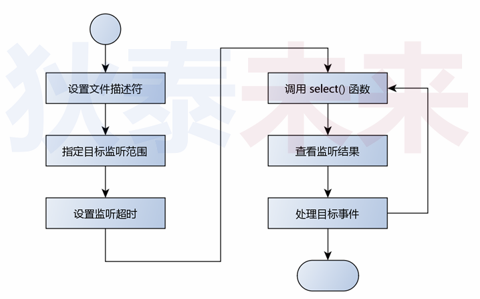 狄泰未来
设置文件描述符
指定目标监听范围
设置监听超时
调用 select() 函数
查看监听结果
处理目标事件